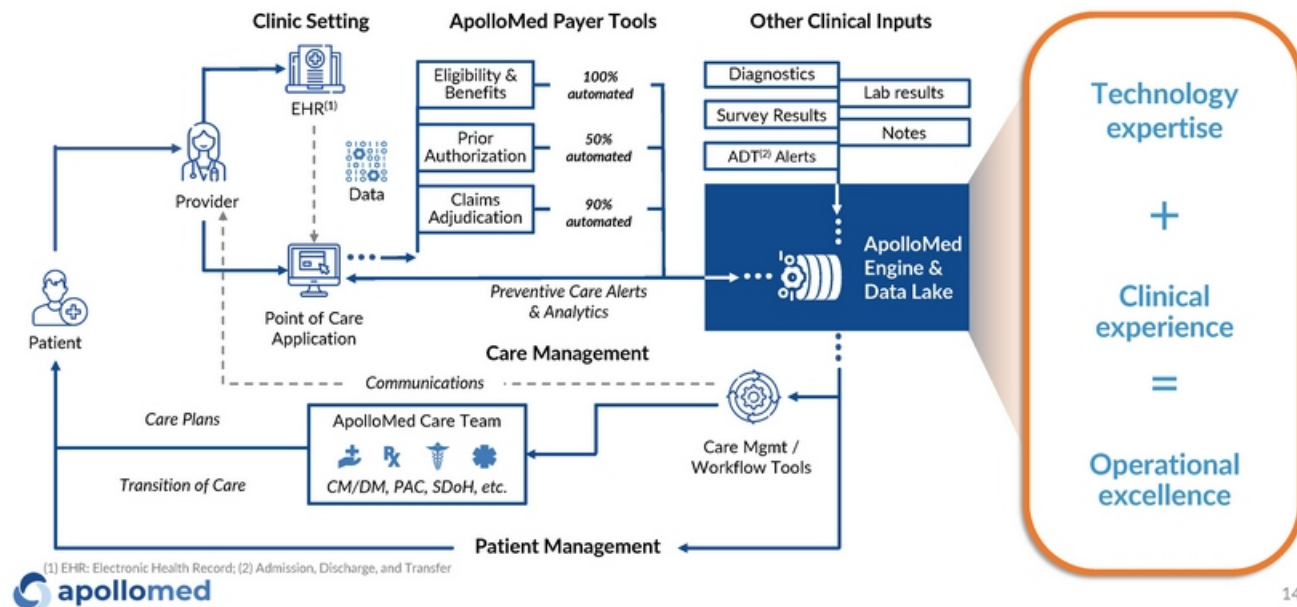 Clinic Setting
ApolloMed Payer Tools
Other Clinical Inputs
EHR(1)
Provider
Data
Point of Care
Application
Patient
Eligibility &
Benefits
100%
automated
Prior
Authorization
50%
automated
Claims
Adjudication
90%
automated
Diagnostics
Lab results
Survey Results
Notes
ADT(2) Alerts
ApolloMed
Engine &
Data Lake
Preventive Care Alerts
& Analytics
Care Management
Communications
Care Plans
Transition of Care
ApolloMed Care Team
Rx
CM/DM, PAC, SDoH, etc.
Care Mgmt /
Workflow Tools
Patient Management
Technology
expertise
+
Clinical
experience
=
Operational
excellence
(1) EHR: Electronic Health Record; (2) Admission, Discharge, and Transfer
apollomed
14